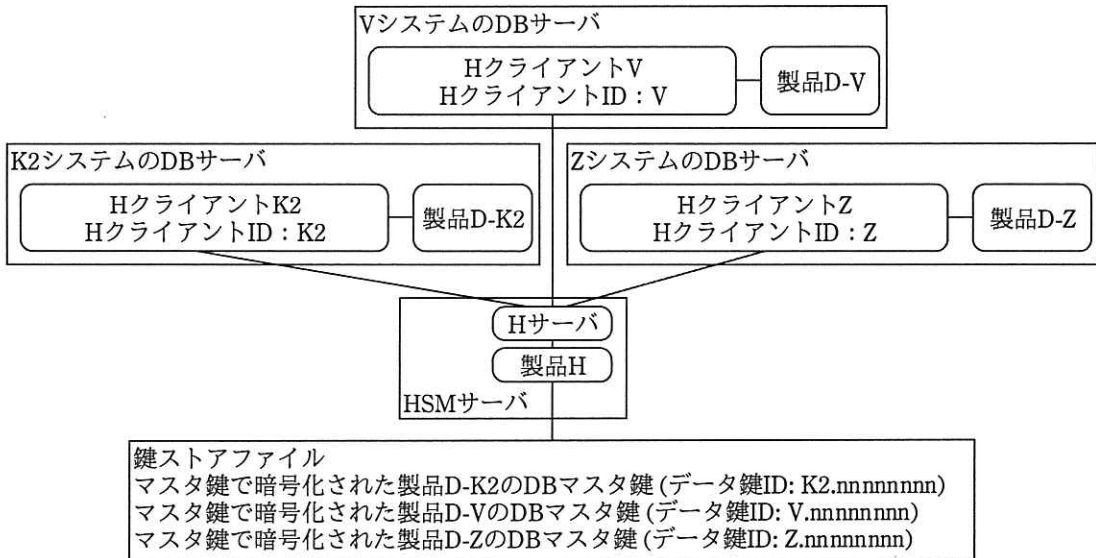 VシステムのDBサーバ
HクライアントV
HクライアントID：V
製品D-V
K2システムのDBサーバ
HクライアントK2
HクライアントID：K2
製品D-K2
ZシステムのDBサーバ
HクライアントZ
HクライアントID：Z
製品D-Z
Hサーバ
製品H
HSMサーバ
鍵ストアファイル
マスタ鍵で暗号化された製品D-K2のDBマスタ鍵 (データ鍵ID: K2.nnnnnnnn)
マスタ鍵で暗号化された製品D-VのDBマスタ鍵 (データ鍵ID: V.nnnnnnnn)
マスタ鍵で暗号化された製品D-ZのDBマスタ鍵 (データ鍵ID: Z.nnnnnnnn)